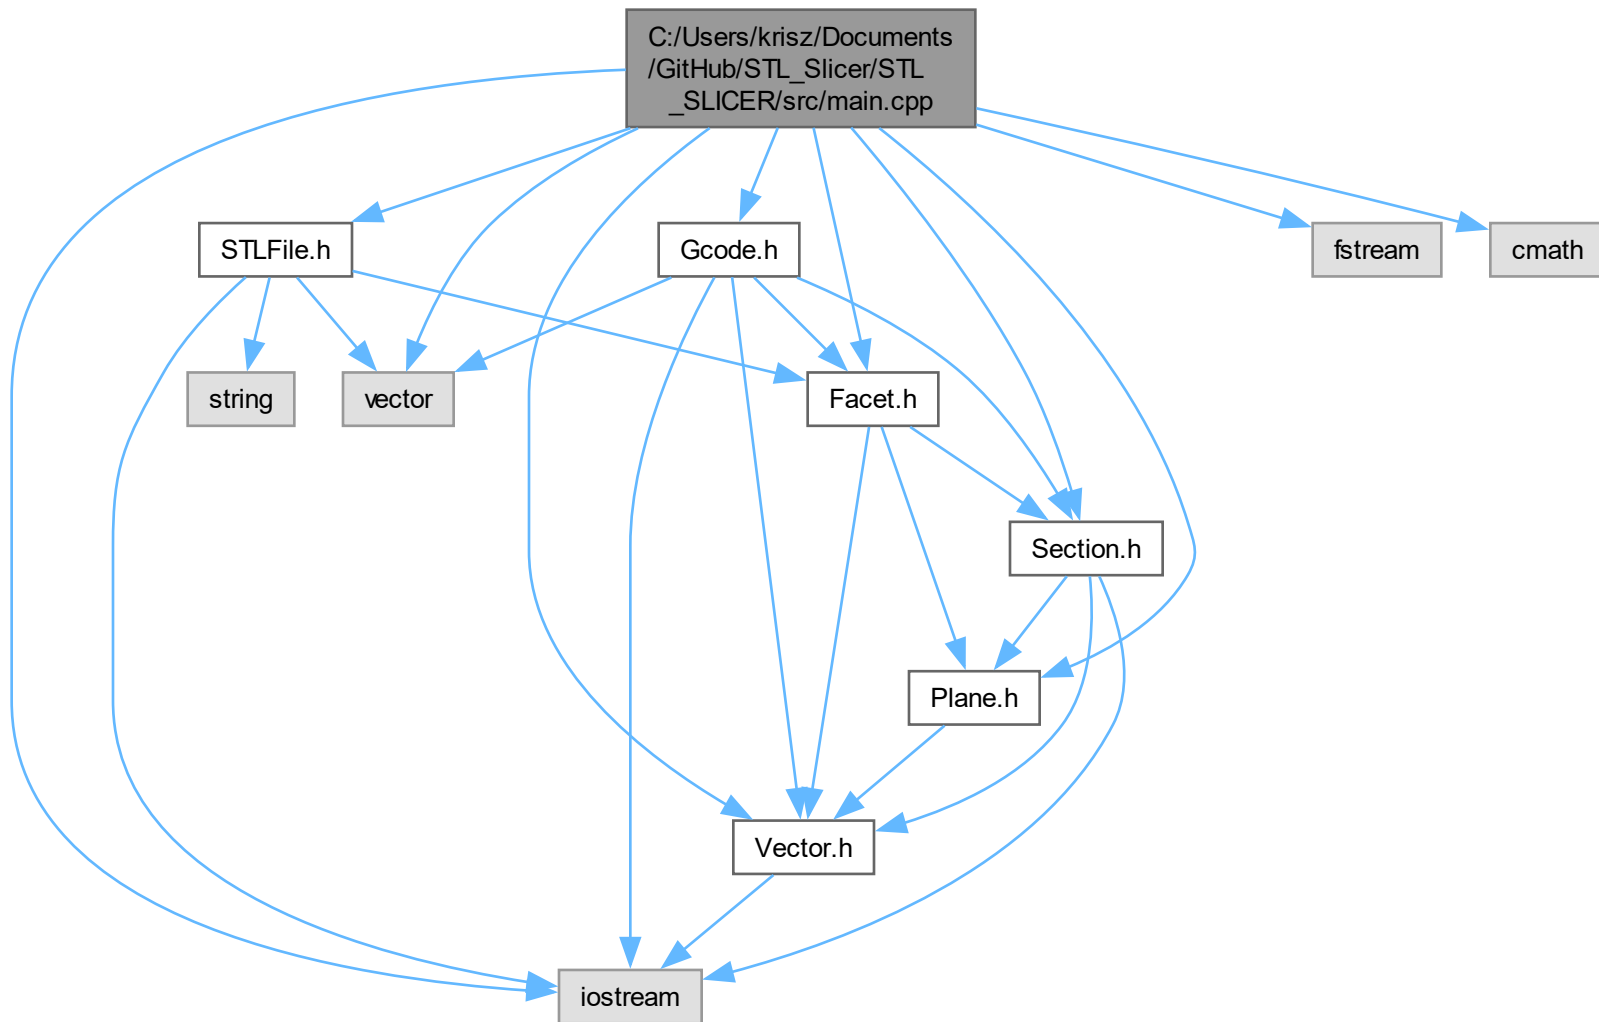 C:/Users/krisz/Documents
/GitHub/STL_Slicer/STL
_SLICER/src/main.cpp
STLFile.h
Gcode.h
fstream
cmath
string
vector
Facet.h
Section.h
Plane.h
Vector.h
iostream